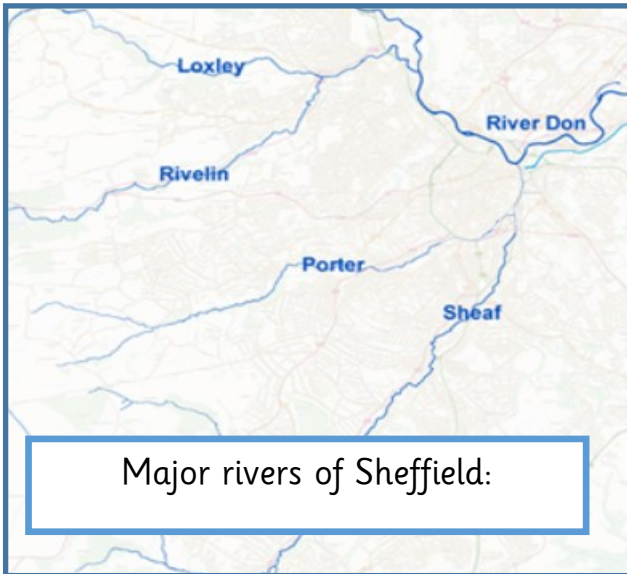 Loxley
River Don
Rivelin
Porter
Sheaf
Major rivers of Sheffield: